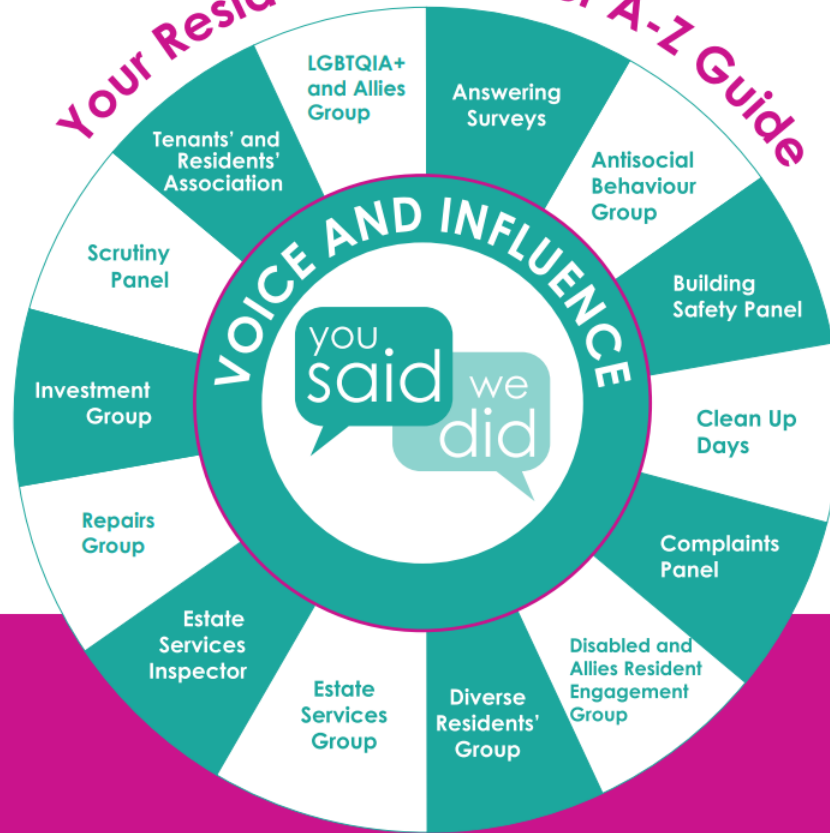 Your
A-Z Guide
LGBTQIA+
and Allies
Group
Answering
Surveys
Antisocial
Behaviour
Group
Building
Safety Panel
Clean Up
Days
Complaints
Panel
Disabled and
Allies Resident
Engagement
Group
Diverse
Residents'
Group
Estate
Services
Group
Estate
Services
Inspector
Repairs
Group
Investment
Group
Scrutiny
Panel
Tenants' and
Residents'
Association
VOICE AND INFLUENCE
you
said
we
did